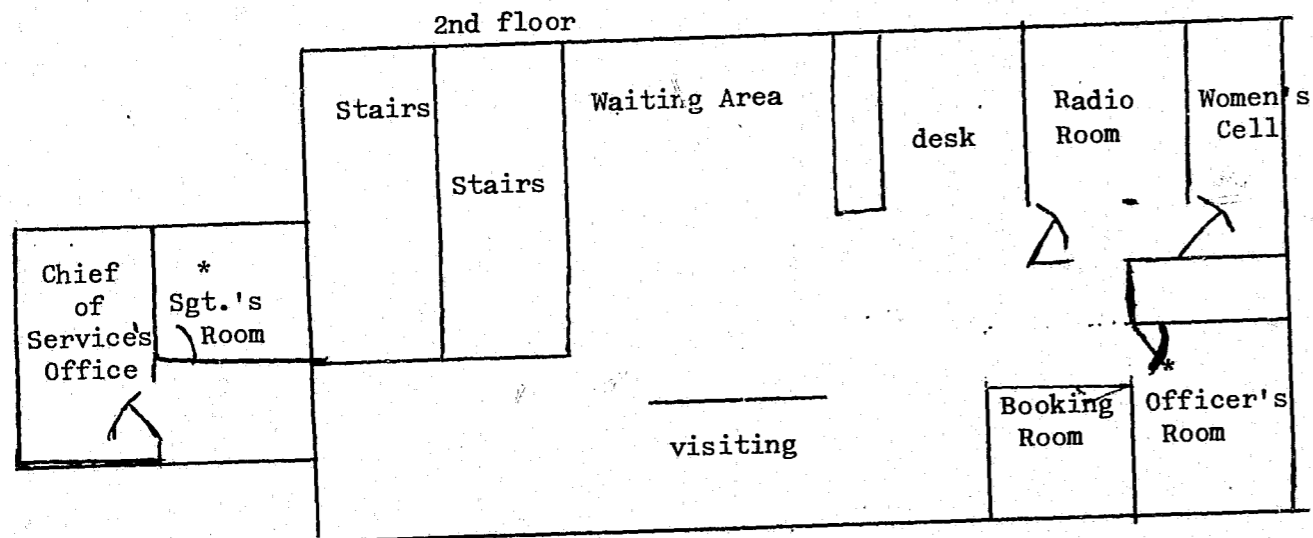 2nd floor
Stairs
Stairs
Waiting Area
desk
Radio
Room
Women's
Cell
Chief
of
Service's
Office
*
Sgt.'s
Room
visiting
Booking
Room
*
Officer's
Room